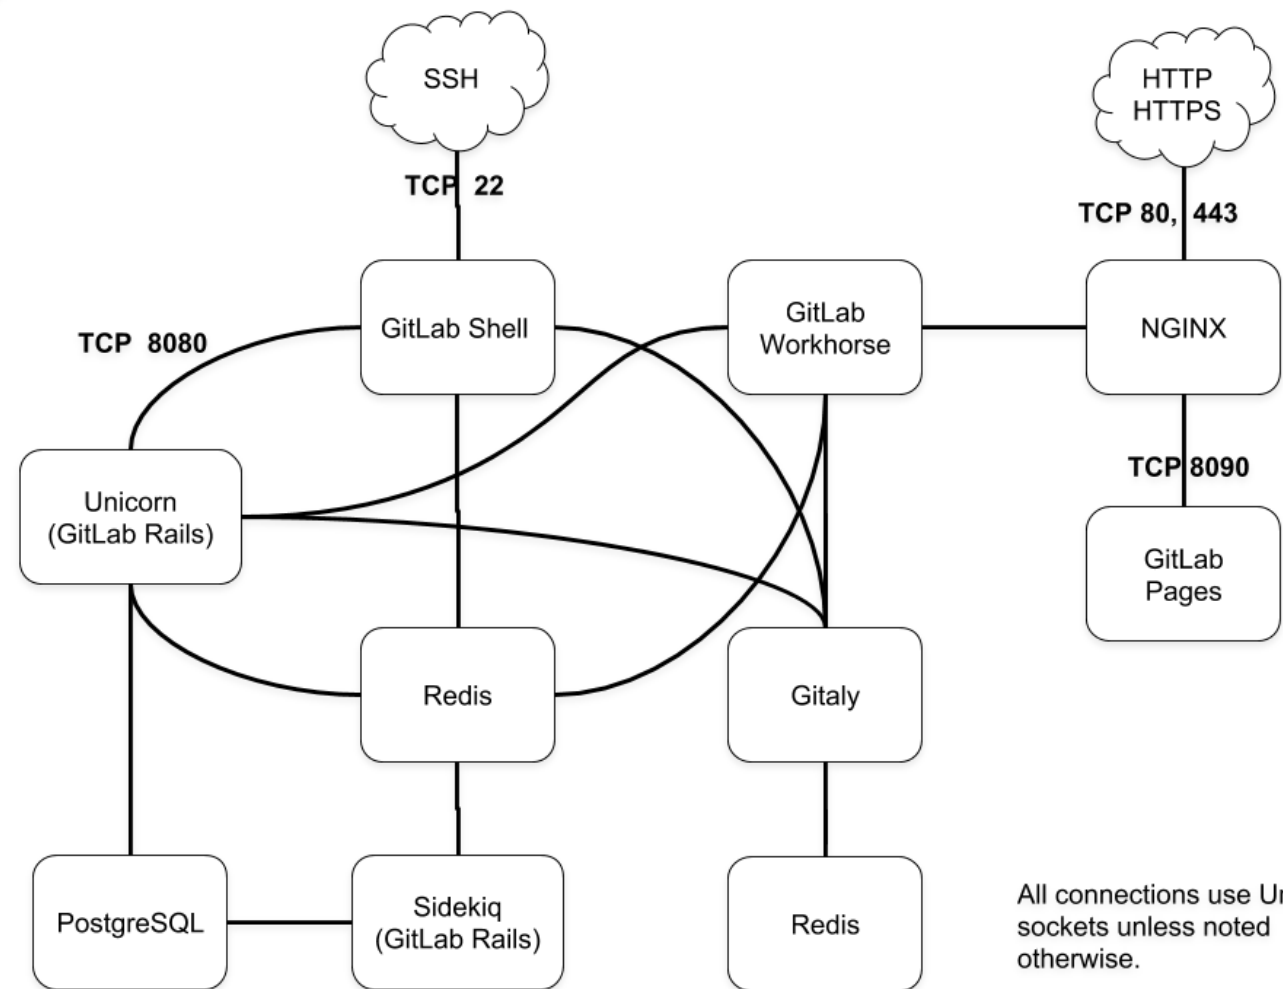 SSH
HTTP
HTTPS
TCP 22
TCP 80, 443
GitLab Shell
GitLab
Workhorse
NGINX
TCP 8080
TCP 8090
Unicorn
(GitLab Rails)
GitLab
Pages
Redis
Gitaly
PostgreSQL
Sidekiq
(GitLab Rails)
Redis
All connections use
sockets unless noted
otherwise.